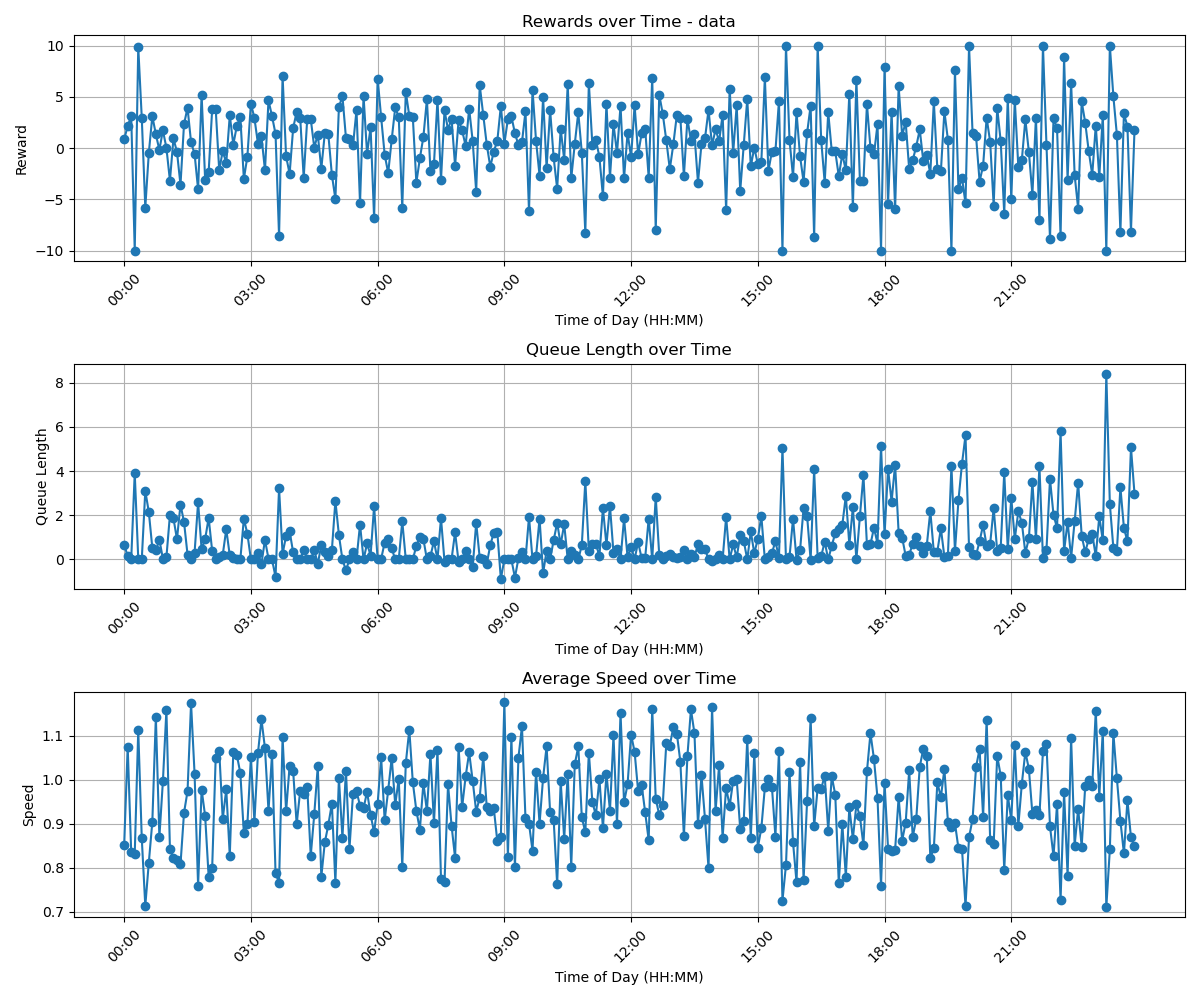 Rewards over Time - data
10
5
0
−5
−10
Reward
00:00 03:00 06:00 09:00 12:00 15:00 18:00 21:00
Time of Day (HH:MM)
Queue Length over Time
8
6
4
2
0
Queue Length
00:00 03:00 06:00 09:00 12:00 15:00 18:00 21:00
Time of Day (HH:MM)
Average Speed over Time
1.1
1.0
0.9
0.8
0.7
Speed
00:00 03:00 06:00 09:00 12:00 15:00 18:00 21:00
Time of Day (HH:MM)